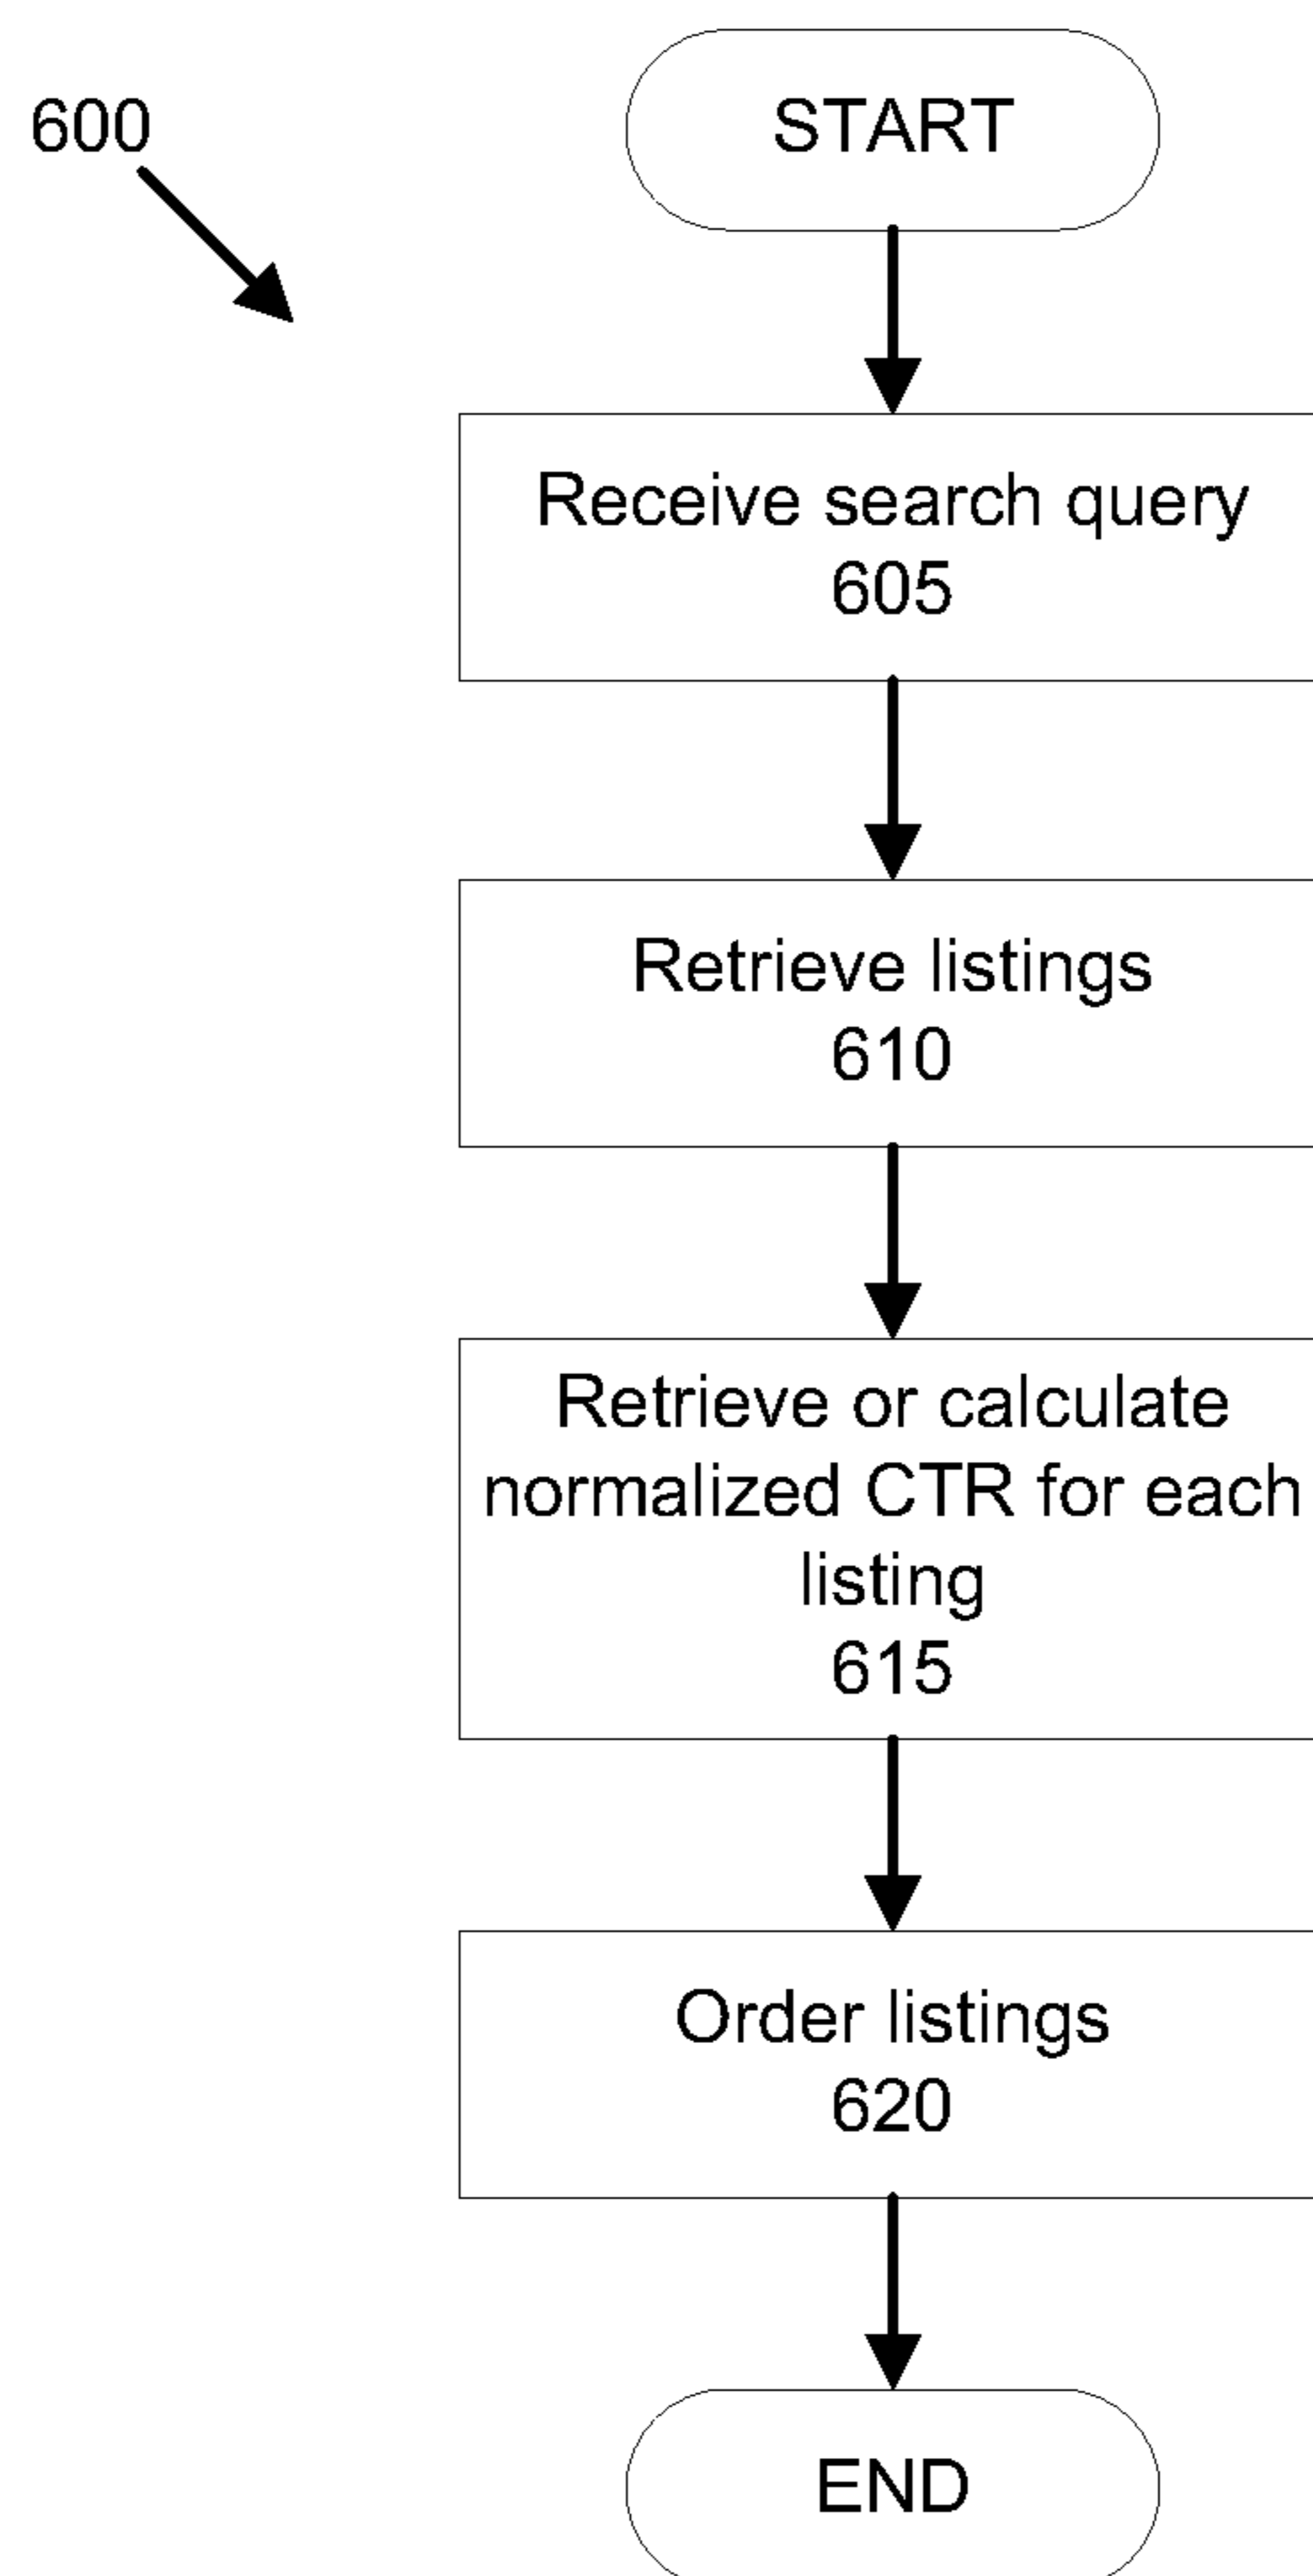 600
START
Receive search query
605
Retrieve listings
610
Retrieve or calculate
normalized CTR for each
listing
615
Order listings
620
END